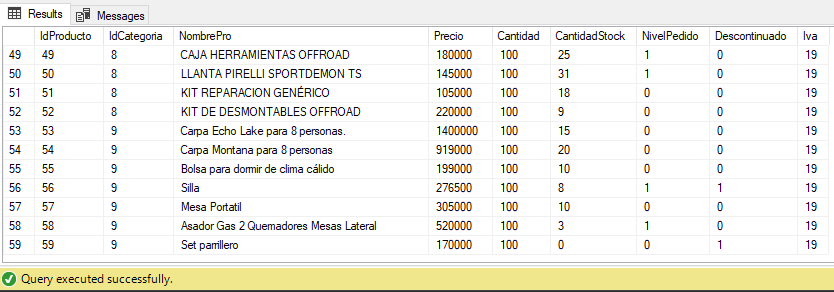 Results Messages
IdProducto IdCategoria NombrePro Precio Cantidad CantidadStock NivelPedido Descontinuado Iva
49 49 8 CAJA HERRAMIENTAS OFFROAD 180000 100 25 1 0 19
50 50 8 LLANTA PIRELLI SPORTDEMON TS 145000 100 31 1 0 19
51 51 8 KIT REPARACION GENÉRICO 105000 100 18 0 0 19
52 52 8 KIT DE DESMONTABLES OFFROAD 220000 100 9 0 0 19
53 53 9 Carpa Echo Lake para 8 personas. 1400000 100 15 0 0 19
54 54 9 Carpa Montana para 8 personas 919000 100 20 0 0 19
55 55 9 Bolsa para dormir de clima cálido 199000 100 10 0 0 19
56 56 9 Silla 276500 100 8 1 1 19
57 57 9 Mesa Portatil 305000 100 10 0 0 19
58 58 9 Asador Gas 2 Quemadores Mesas Lateral 520000 100 3 1 0 19
59 59 9 Set parrillero 170000 100 0 0 1 19
Query executed successfully.